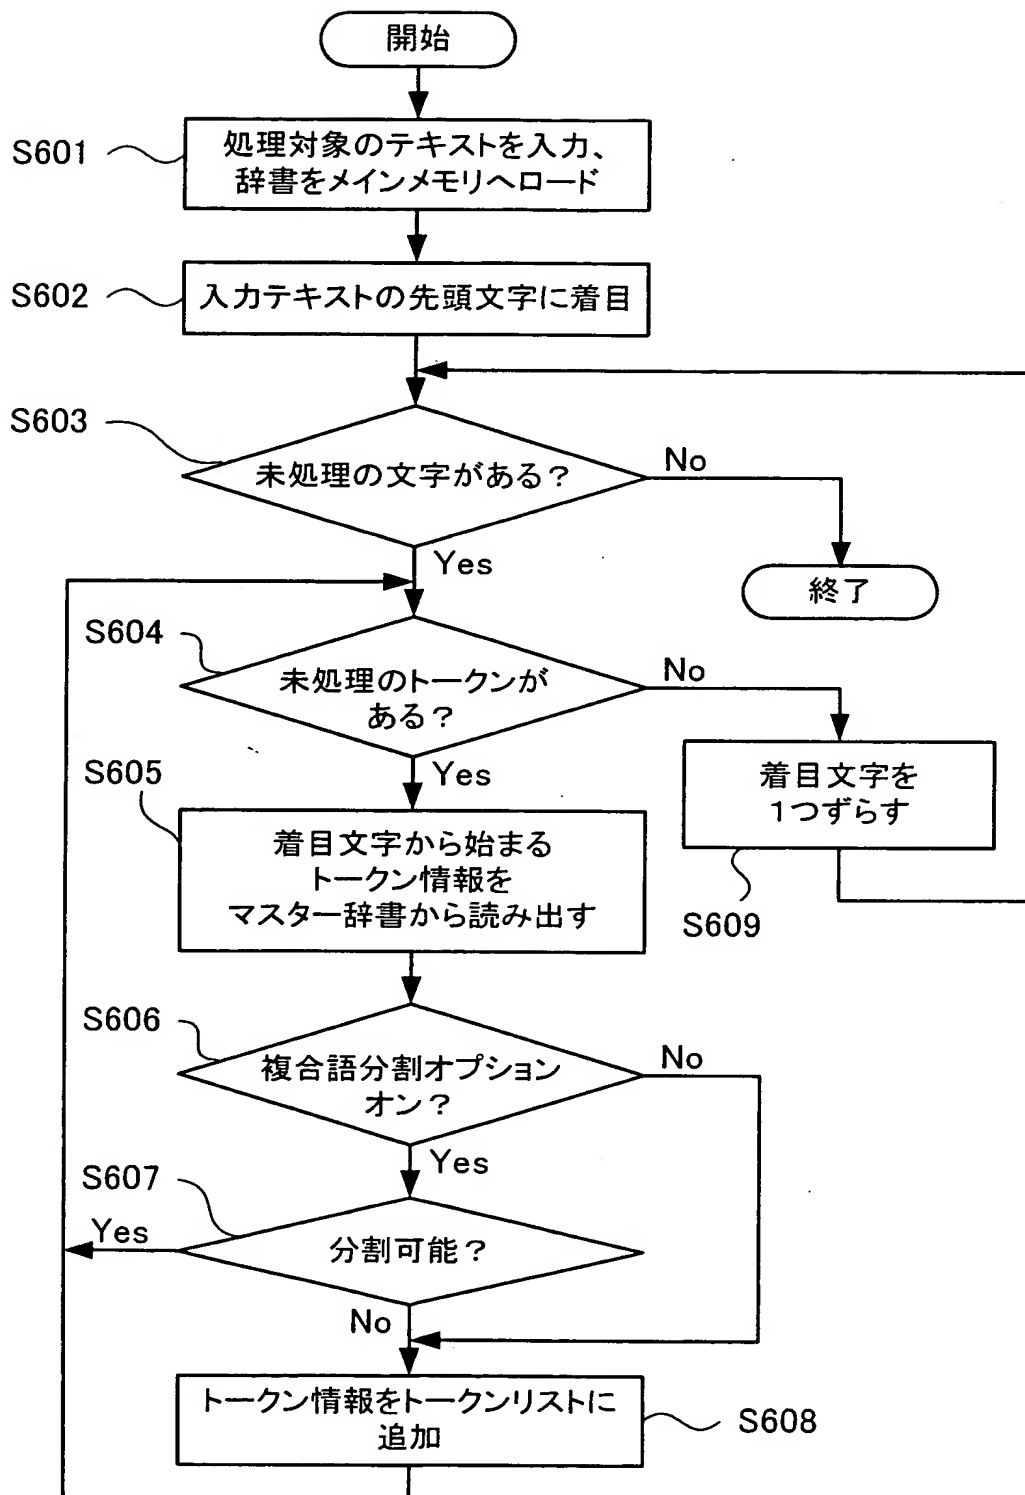 開始
S601
処理対象のテキストを入力、
辞書をメインメモリへロード
S602
入力テキストの先頭文字に着目
S603
未処理の文字がある？
No
Yes
終了
S604
未処理のトークンが
ある？
No
Yes
着目文字を
１つずらす
S609
S605
着目文字から始まる
トークン情報を
マスター辞書から読み出す
S606
複合語分割オプション
オン？
No
Yes
S607
Yes
分割可能？
No
トークン情報をトークンリストに
追加
S608